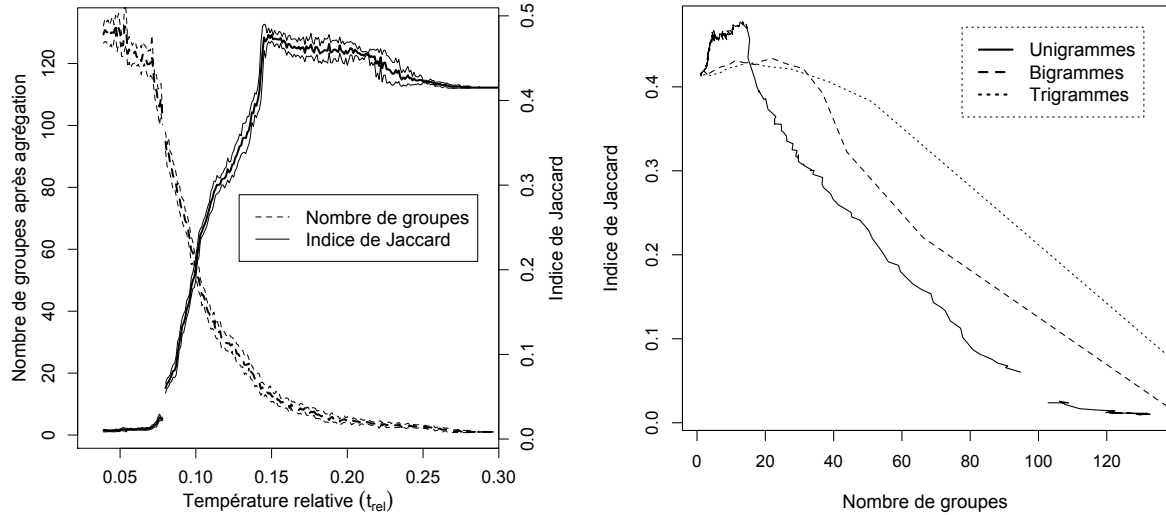 Nombre de groupes après agrégation
0 20 40 60 80 100 120
0.05 0.10 0.15 0.20 0.25 0.30
Température relative (t_rel)
0.0 0.1 0.2 0.3 0.4 0.5
Indice de Jaccard
Nombre de groupes
Indice de Jaccard
Indice de Jaccard
0.0 0.1 0.2 0.3 0.4
0 20 40 60 80 100 120
Nombre de groupes
Unigrammes
Bigrammes
Trigrammes